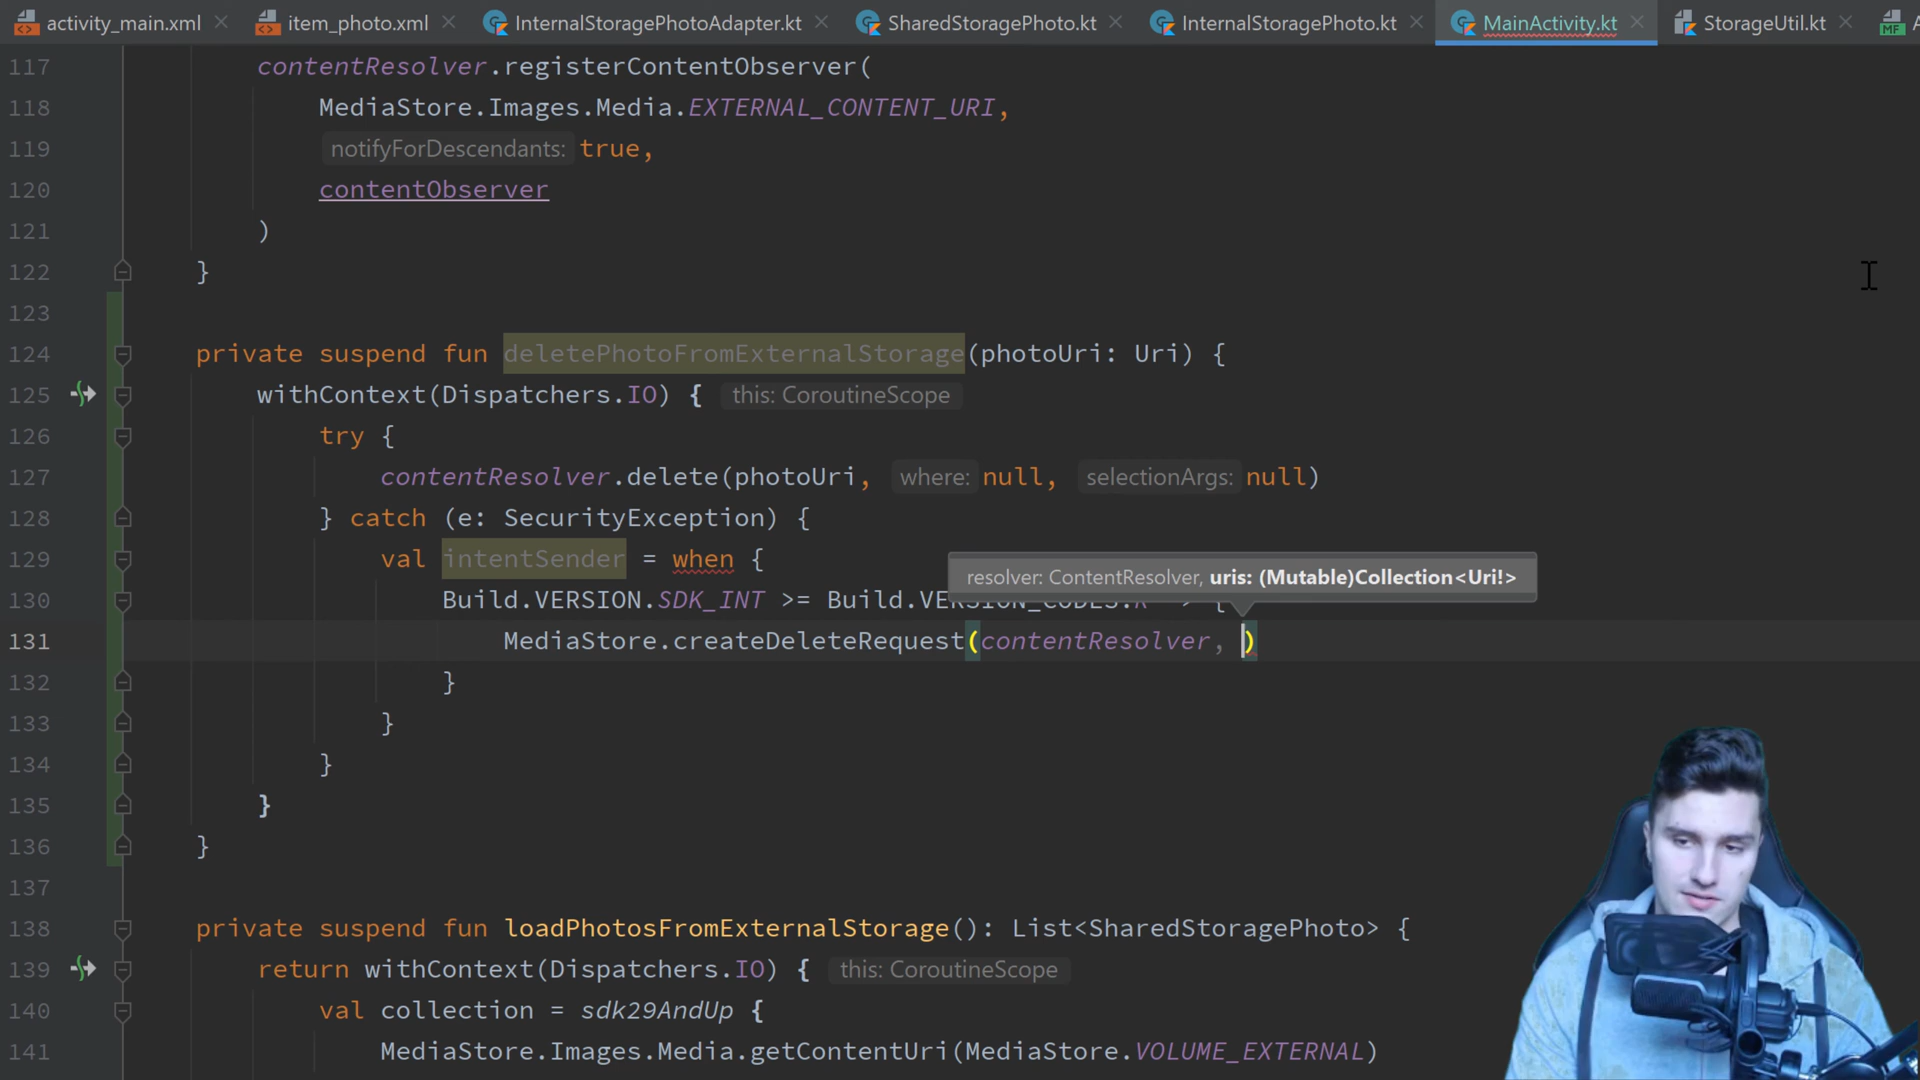 activity_main.xml item_photo.xml InternalStoragePhotoAdapter.kt SharedStoragePhoto.kt InternalStoragePhoto.kt MainActivity.kt StorageUtil.kt
117 contentResolver.registerContentObserver(
118 MediaStore.Images.Media.EXTERNAL_CONTENT_URI,
119 notifyForDescendants: true,
120 contentObserver
121 )
122 }
123
124 private suspend fun deletePhotoFromExternalStorage(photoUri: Uri) {
125 withContext(Dispatchers.IO) { this: CoroutineScope
126 try {
127 contentResolver.delete(photoUri, where: null, selectionArgs: null)
128 } catch (e: SecurityException) {
129 val intentSender = when {
resolver: ContentResolver, uris: (Mutable)Collection<Uri!>
130 Build.VERSION.SDK_INT >= Build.VERSION_CODES.R -> {
131 MediaStore.createDeleteRequest(contentResolver, )
132 }
133 }
134 }
135 }
136 }
137
138 private suspend fun loadPhotosFromExternalStorage(): List<SharedStoragePhoto> {
139 return withContext(Dispatchers.IO) { this: CoroutineScope
140 val collection = sdk29AndUp {
141 MediaStore.Images.Media.getContentUri(MediaStore.VOLUME_EXTERNAL)